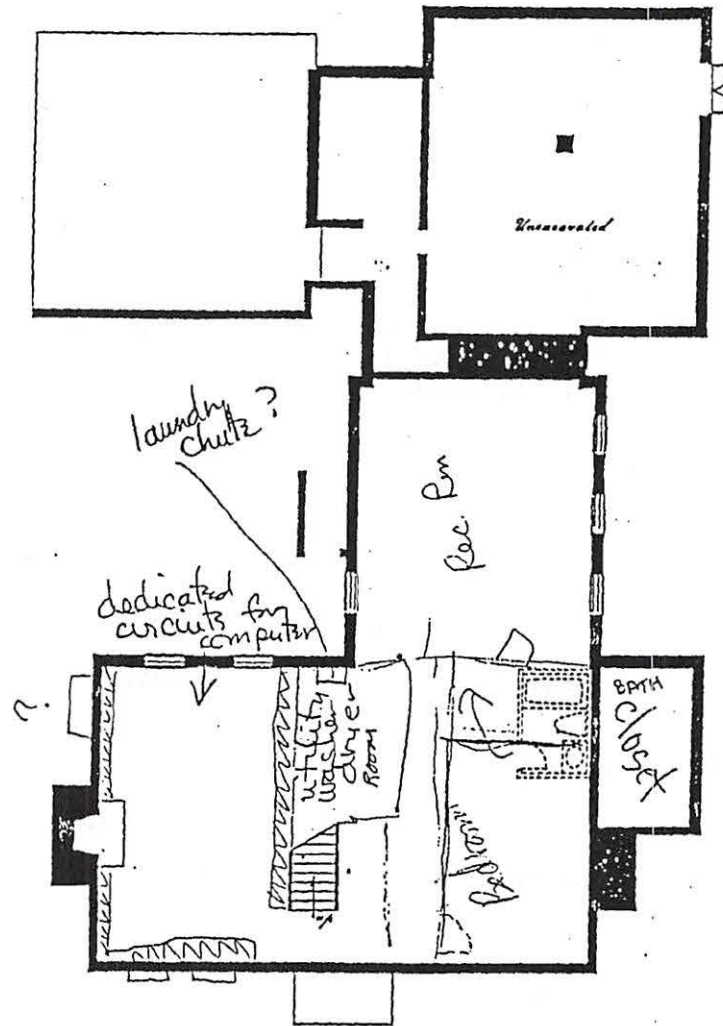 Unexcavated
laundry
chute?
Rec. Rm
dedicated
circuits for
computer
?
utility
washer
dryer
Room
BATH
closet
Bedroom